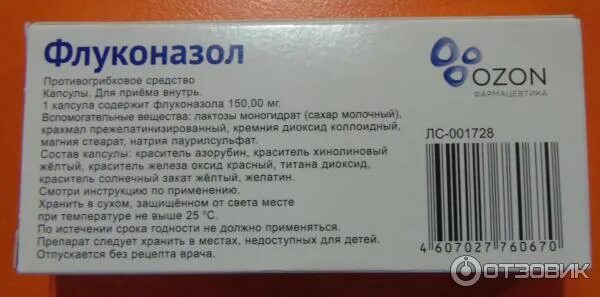 Флуконазол
Противогрибковое средство
Капсулы. Для приёма внутрь.
1 капсула содержит флуконазола 150,00 мг.
Вспомогательные вещества: лактозы моногидрат (сахар молочный),
крахмал прежелатинизированный, кремния диоксид коллоидный,
магния стеарат, натрия лаурилсульфат.
Состав капсулы: краситель азорубин, краситель хинолиновый
жёлтый, краситель железа оксид красный, титана диоксид,
краситель солнечный закат жёлтый, желатин.
Смотри инструкцию по применению.
Хранить в сухом, защищённом от света месте
при температуре не выше 25 °С.
По истечении срока годности не должно применяться.
Препарат следует хранить в местах, недоступных для детей.
Отпускается без рецепта врача.
OZON
ФАРМАЦЕВТИКА
ЛС-001728
4 607027 760670
ОТЗОВИК